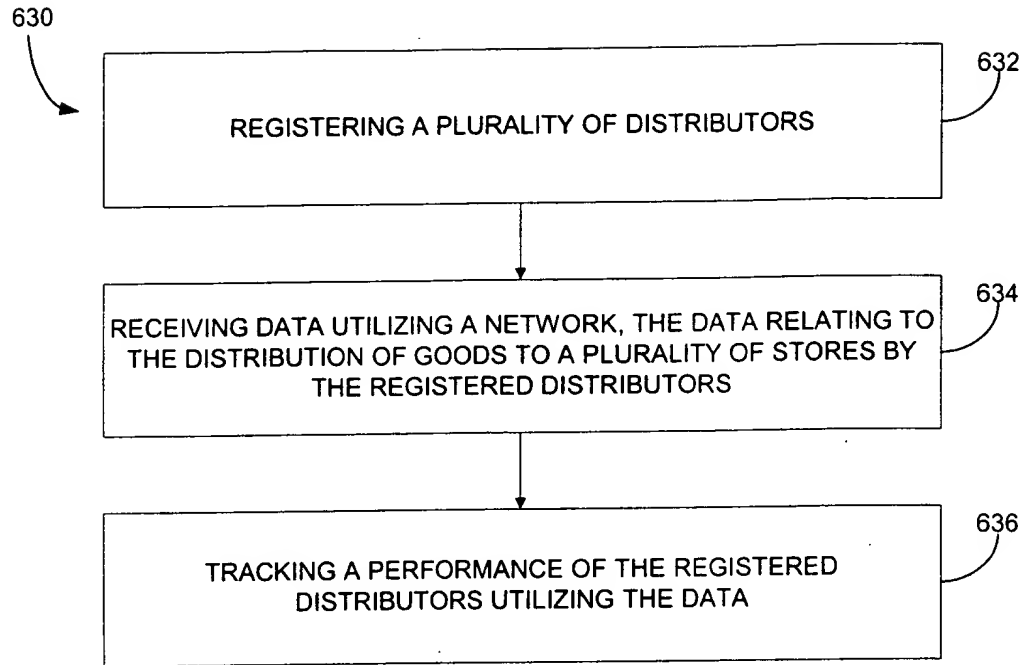 630
632
REGISTERING A PLURALITY OF DISTRIBUTORS
634
RECEIVING DATA UTILIZING A NETWORK, THE DATA RELATING TO
THE DISTRIBUTION OF GOODS TO A PLURALITY OF STORES BY
THE REGISTERED DISTRIBUTORS
636
TRACKING A PERFORMANCE OF THE REGISTERED
DISTRIBUTORS UTILIZING THE DATA